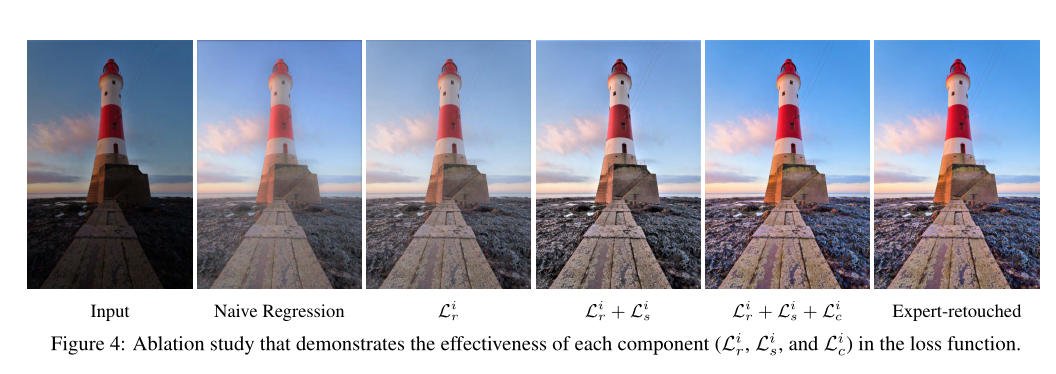 Input Naive Regression $\mathcal{L}_r^i$ $\mathcal{L}_r^i + \mathcal{L}_s^i$ $\mathcal{L}_r^i + \mathcal{L}_s^i + \mathcal{L}_c^i$ Expert-retouched
Figure 4: Ablation study that demonstrates the effectiveness of each component ($\mathcal{L}_r^i$, $\mathcal{L}_s^i$, and $\mathcal{L}_c^i$) in the loss function.